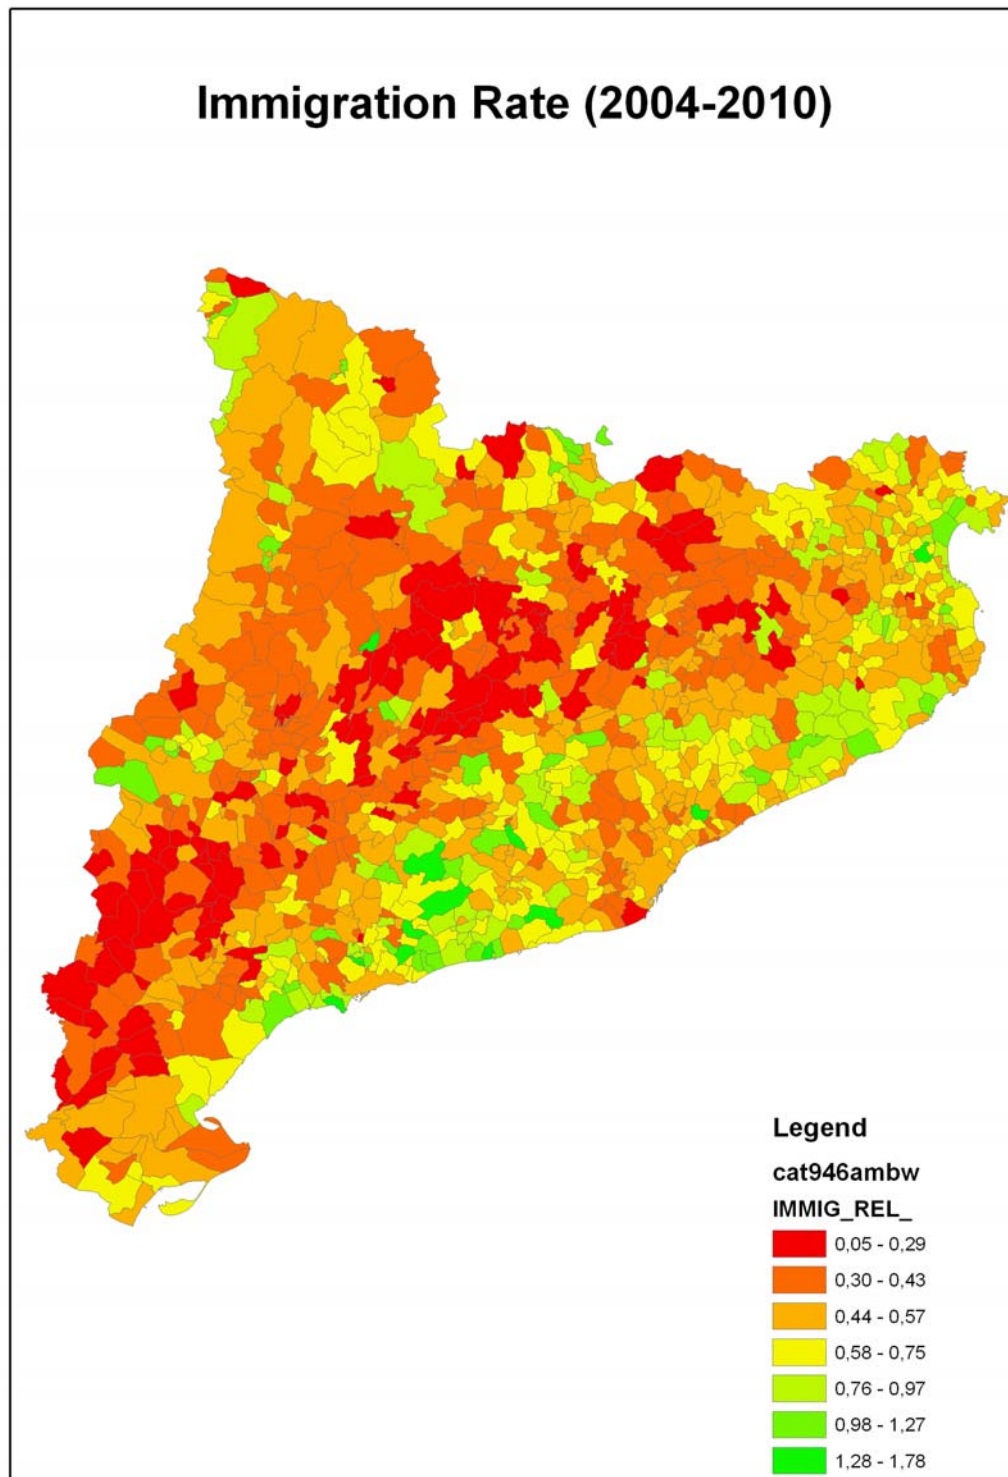 Immigration Rate (2004-2010)
Legend
cat946ambw
IMMIG_REL_
0,05 - 0,29
0,30 - 0,43
0,44 - 0,57
0,58 - 0,75
0,76 - 0,97
0,98 - 1,27
1,28 - 1,78